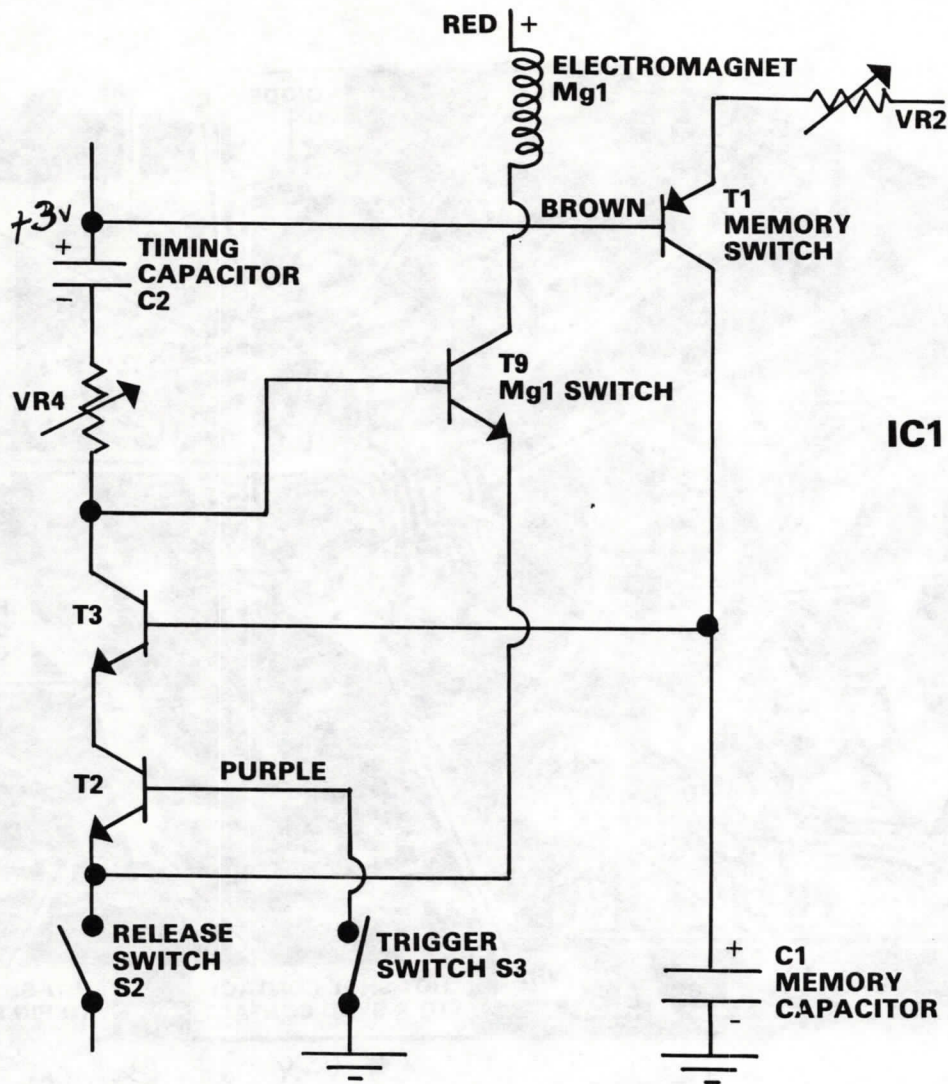 RED +
ELECTROMAGNET
Mg1
VR2
+3v
BROWN
T1
MEMORY
SWITCH
+
TIMING
CAPACITOR
C2
-
T9
Mg1 SWITCH
VR4
IC1
T3
T2
PURPLE
RELEASE
SWITCH
S2
TRIGGER
SWITCH S3
+
C1
MEMORY
CAPACITOR
-